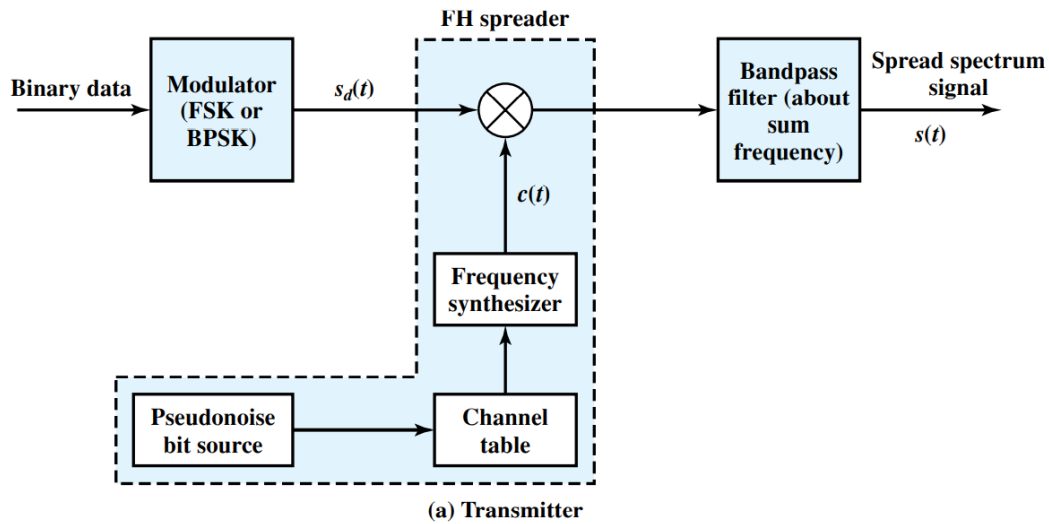 FH spreader
Binary data
Modulator
(FSK or
BPSK)
sd(t)
Bandpass
filter (about
sum
frequency)
Spread spectrum
signal
s(t)
c(t)
Frequency
synthesizer
Pseudonoise
bit source
Channel
table
(a) Transmitter